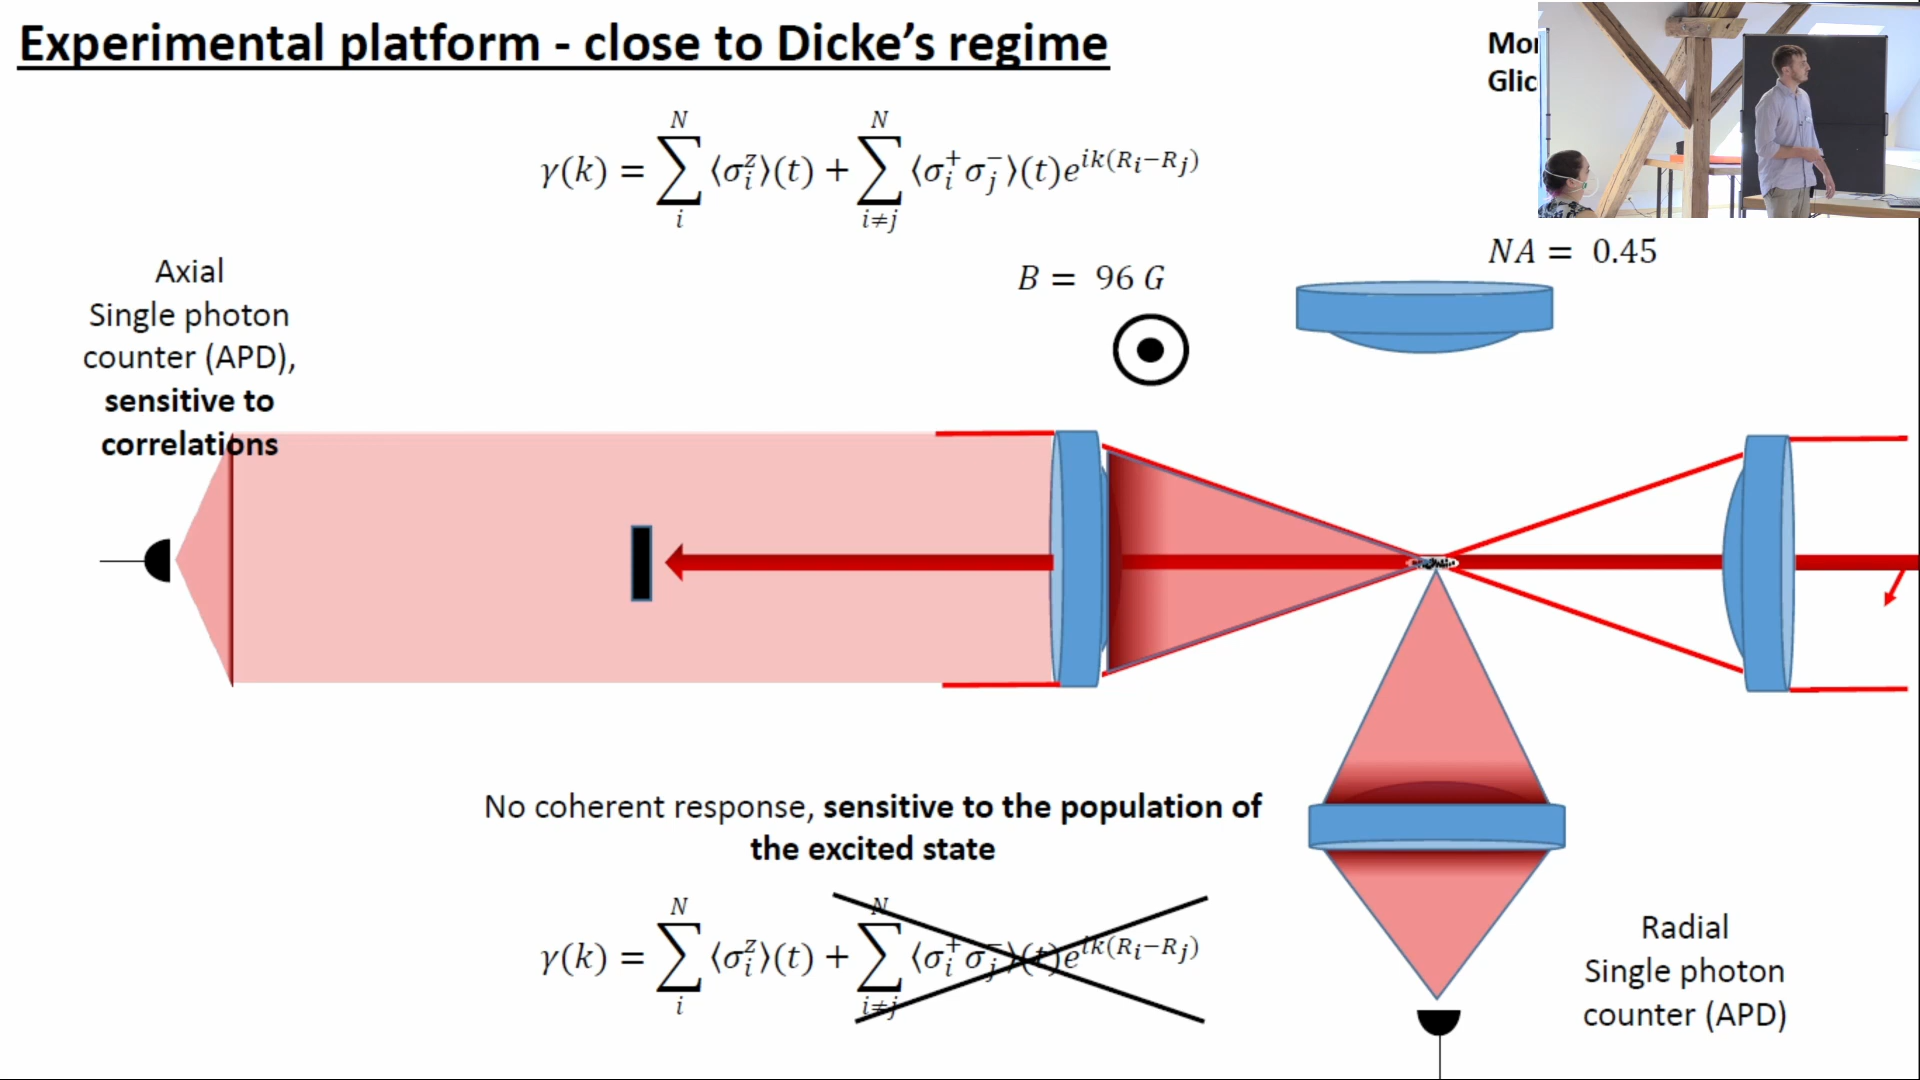 Experimental platform - close to Dicke's regime
γ(k) = ∑_i^N ⟨σ_i^z⟩(t) + ∑_{i≠j}^N ⟨σ_i^+ σ_j^-⟩(t)e^{ik(R_i−R_j)}
NA = 0.45
B = 96 G
Axial
Single photon
counter (APD),
sensitive to
correlations
No coherent response, sensitive to the population of
the excited state
γ(k) = ∑_i^N ⟨σ_i^z⟩(t) + ∑_{i≠j}^N ⟨σ_i^+ σ_j^-⟩(t)e^{ik(R_i−R_j)}
Radial
Single photon
counter (APD)